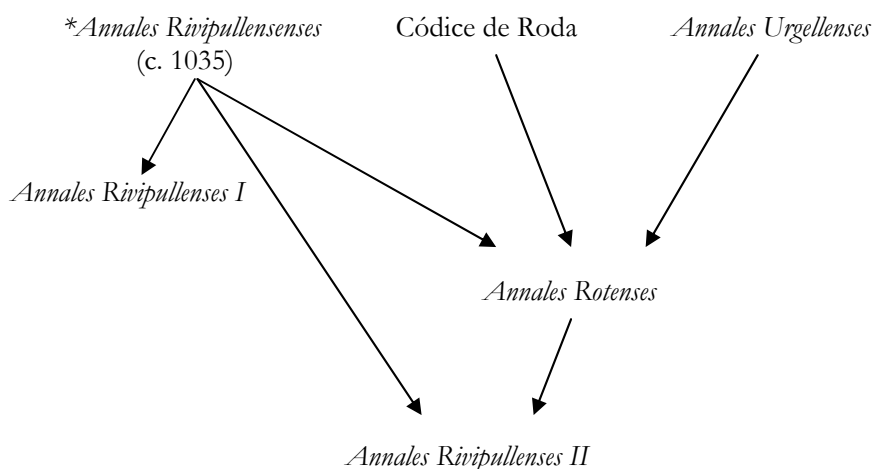 *Annales Rivipullensenses Códice de Roda Annales Urgellenses
(c. 1035)
Annales Rivipullenses I
Annales Rotenses
Annales Rivipullenses II